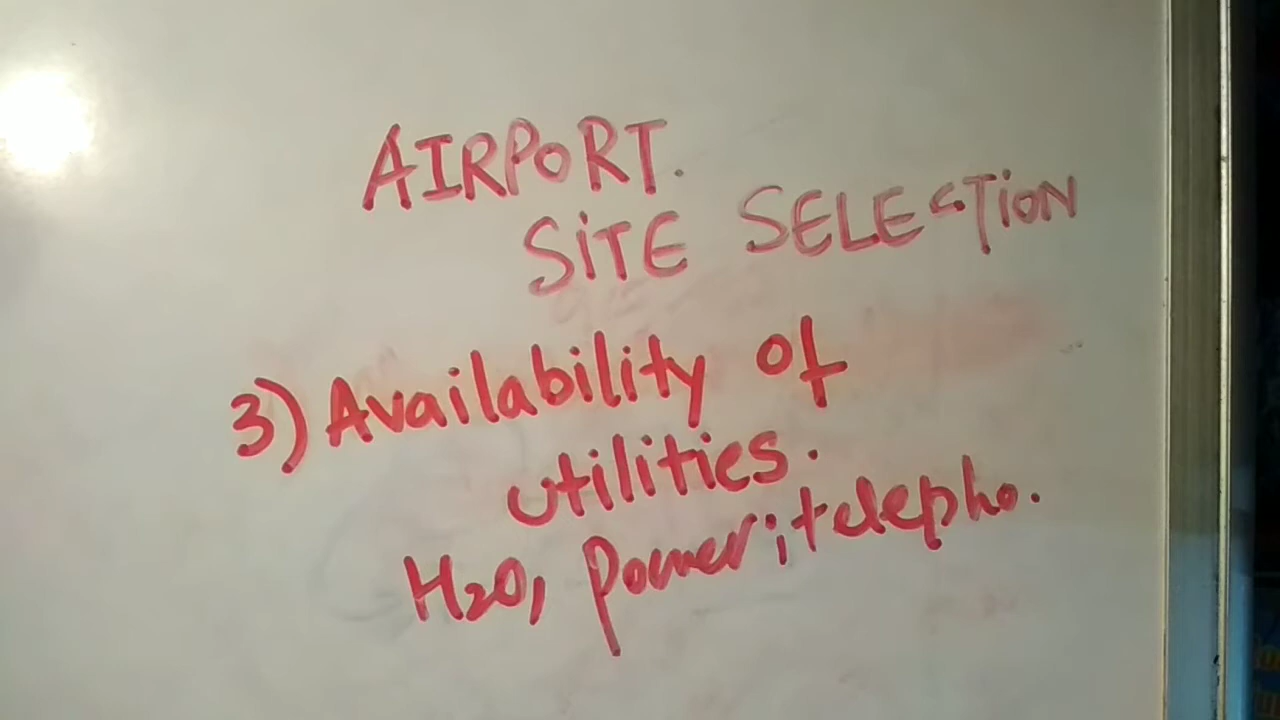 AIRPORT.
SITE SELECTION
3) Availability of
utilities.
H2O, Power, telepho.